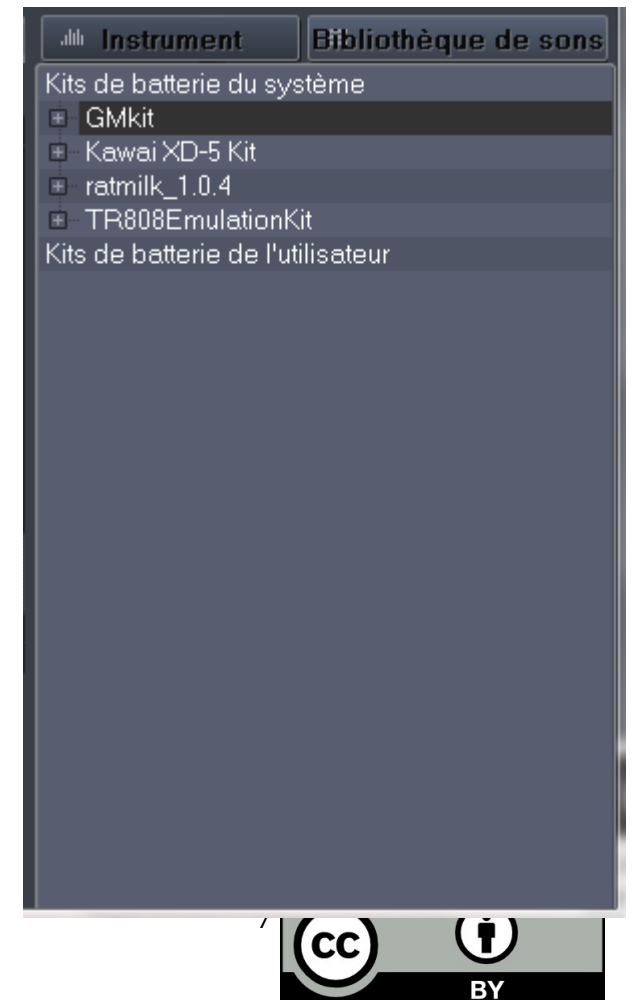 Instrument
Bibliothèque de sons
Kits de batterie du système
GMkit
Kawai XD-5 Kit
ratmilk_1.0.4
TR808EmulationKit
Kits de batterie de l'utilisateur
cc
BY